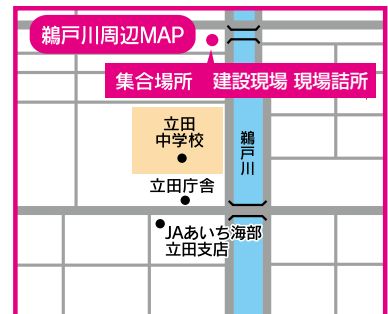 鵜戸川周辺MAP
集合場所　建設現場 現場詰所
立田
中学校
鵜戸川
立田庁舎
JAあいち海部
立田支店